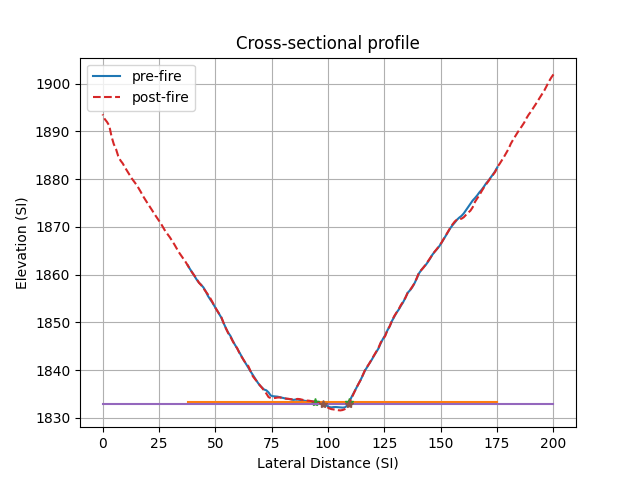 Cross-sectional profile
pre-fire
post-fire
Elevation (SI)
1900
1890
1880
1870
1860
1850
1840
1830
0 25 50 75 100 125 150 175 200
Lateral Distance (SI)